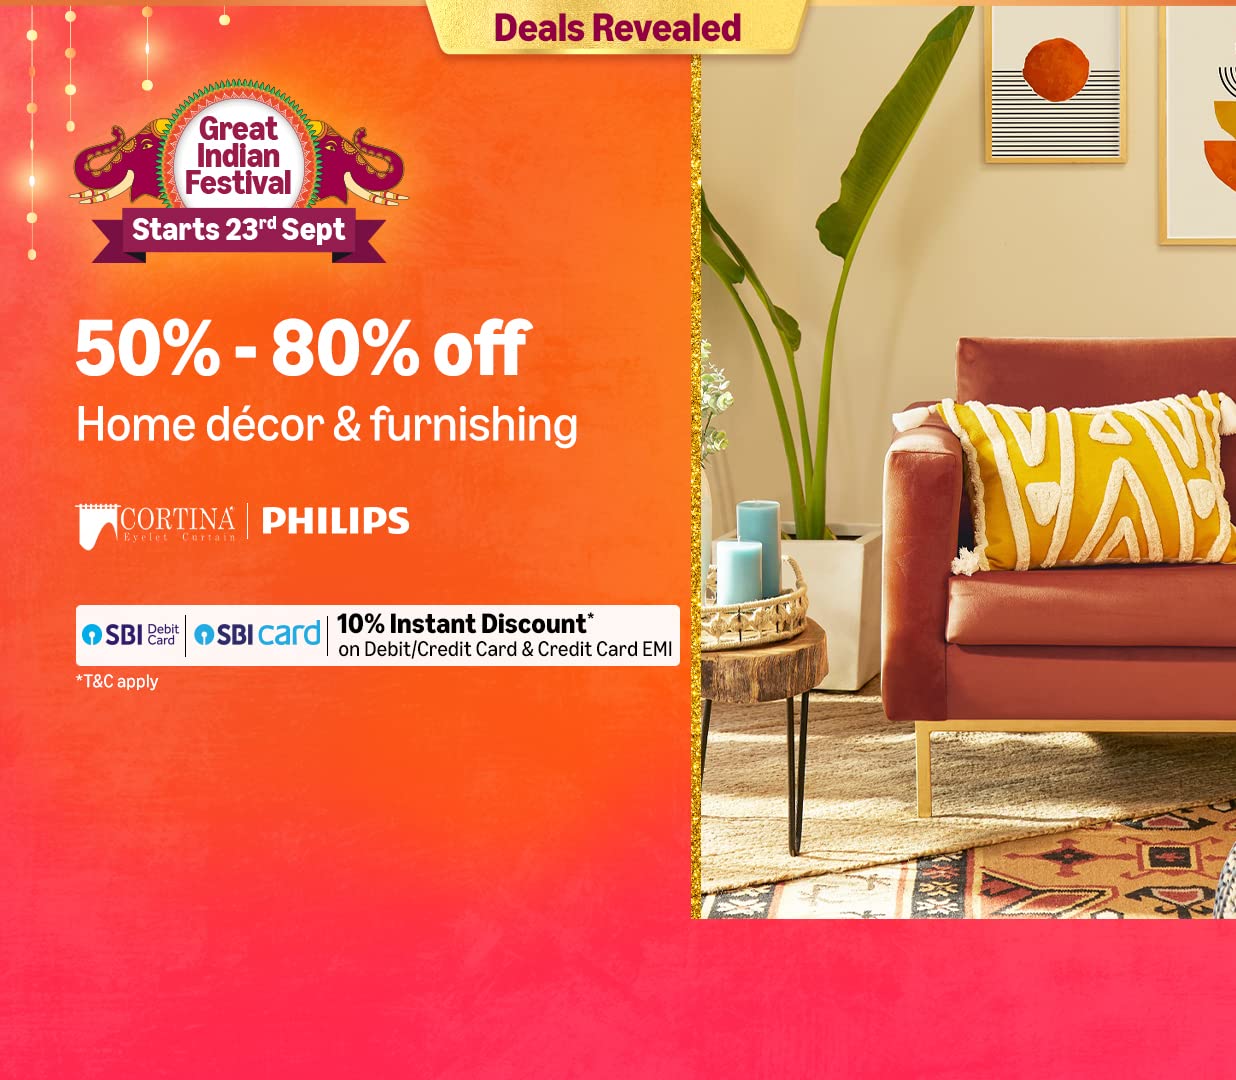 Deals Revealed
Great
Indian
Festival
Starts 23rd Sept
50% - 80% off
Home décor & furnishing
CORTINA
Eyelet Curtain
PHILIPS
SBI Debit Card
SBI card
10% Instant Discount*
on Debit/Credit Card & Credit Card EMI
*T&C apply